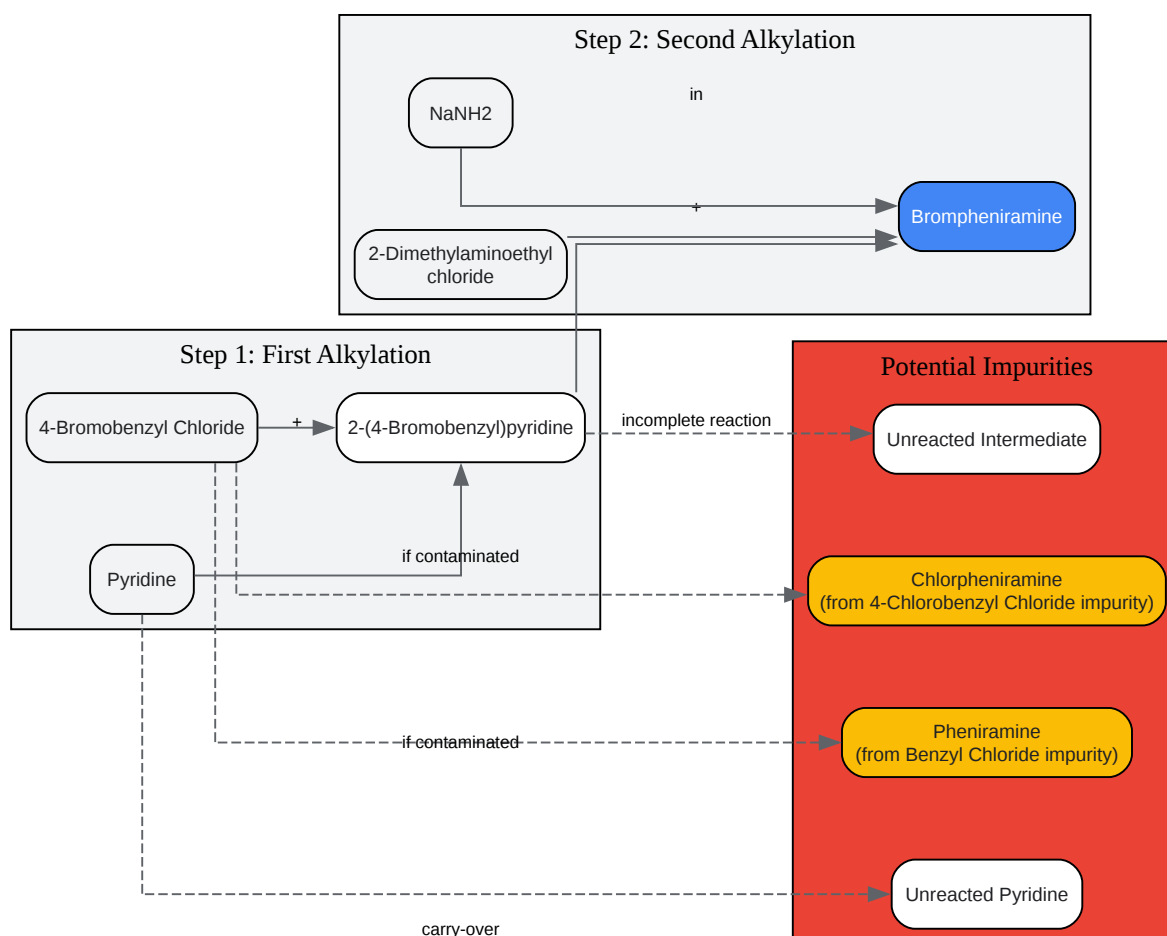 Step 2: Second Alkylation
NaNH2
in
+
Brompheniramine
2-Dimethylaminoethyl
chloride
Step 1: First Alkylation
4-Bromobenzyl Chloride
+
2-(4-Bromobenzyl)pyridine
Pyridine
if contaminated
incomplete reaction
Potential Impurities
Unreacted Intermediate
Chlorpheniramine
(from 4-Chlorobenzyl Chloride impurity)
if contaminated
Pheniramine
(from Benzyl Chloride impurity)
Unreacted Pyridine
carry-over